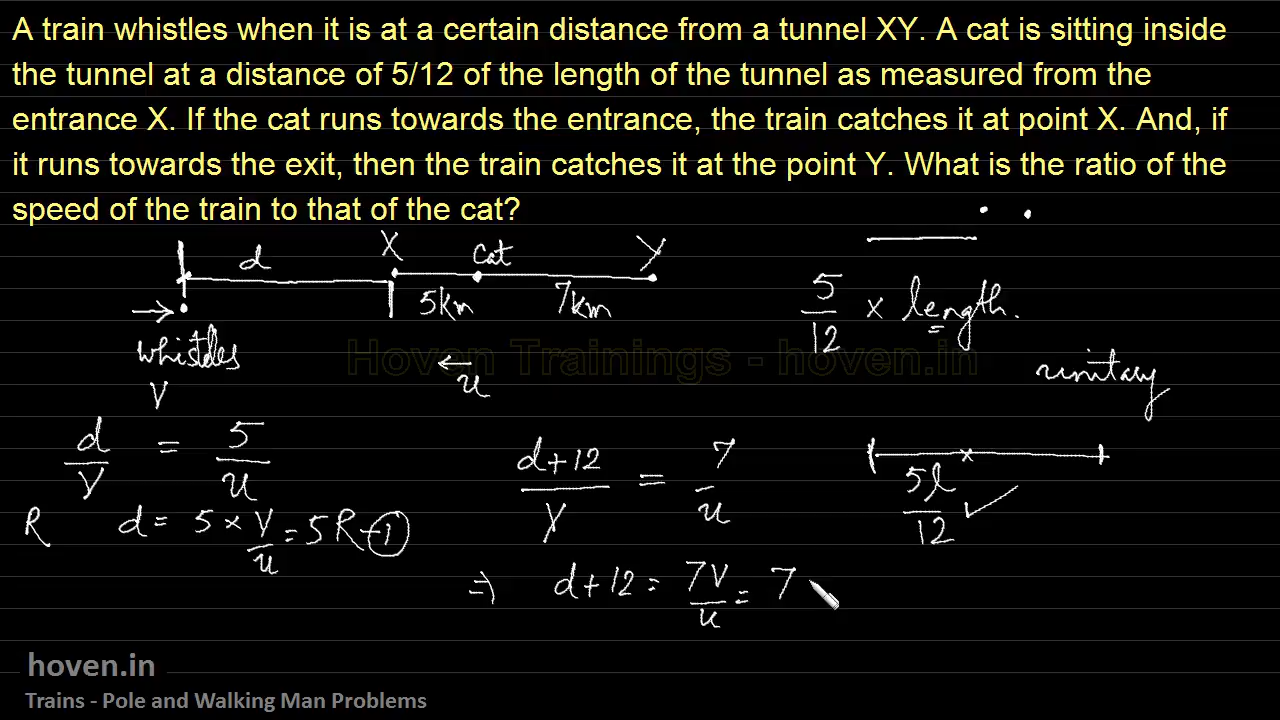 A train whistles when it is at a certain distance from a tunnel XY. A cat is sitting inside
the tunnel at a distance of 5/12 of the length of the tunnel as measured from the
entrance X. If the cat runs towards the entrance, the train catches it at point X. And, if
it runs towards the exit, then the train catches it at the point Y. What is the ratio of the
speed of the train to that of the cat?
d X Cat Y
5km 7km
5/12 × length.
whistles
Hoven Trainings - hoven.in
← u
unitary
V
d/V = 5/u
d+12/V = 7/u
5l/12 ✓
R d = 5 × V/u = 5R - ①
⇒ d+12 = 7V/u = 7
hoven.in
Trains - Pole and Walking Man Problems